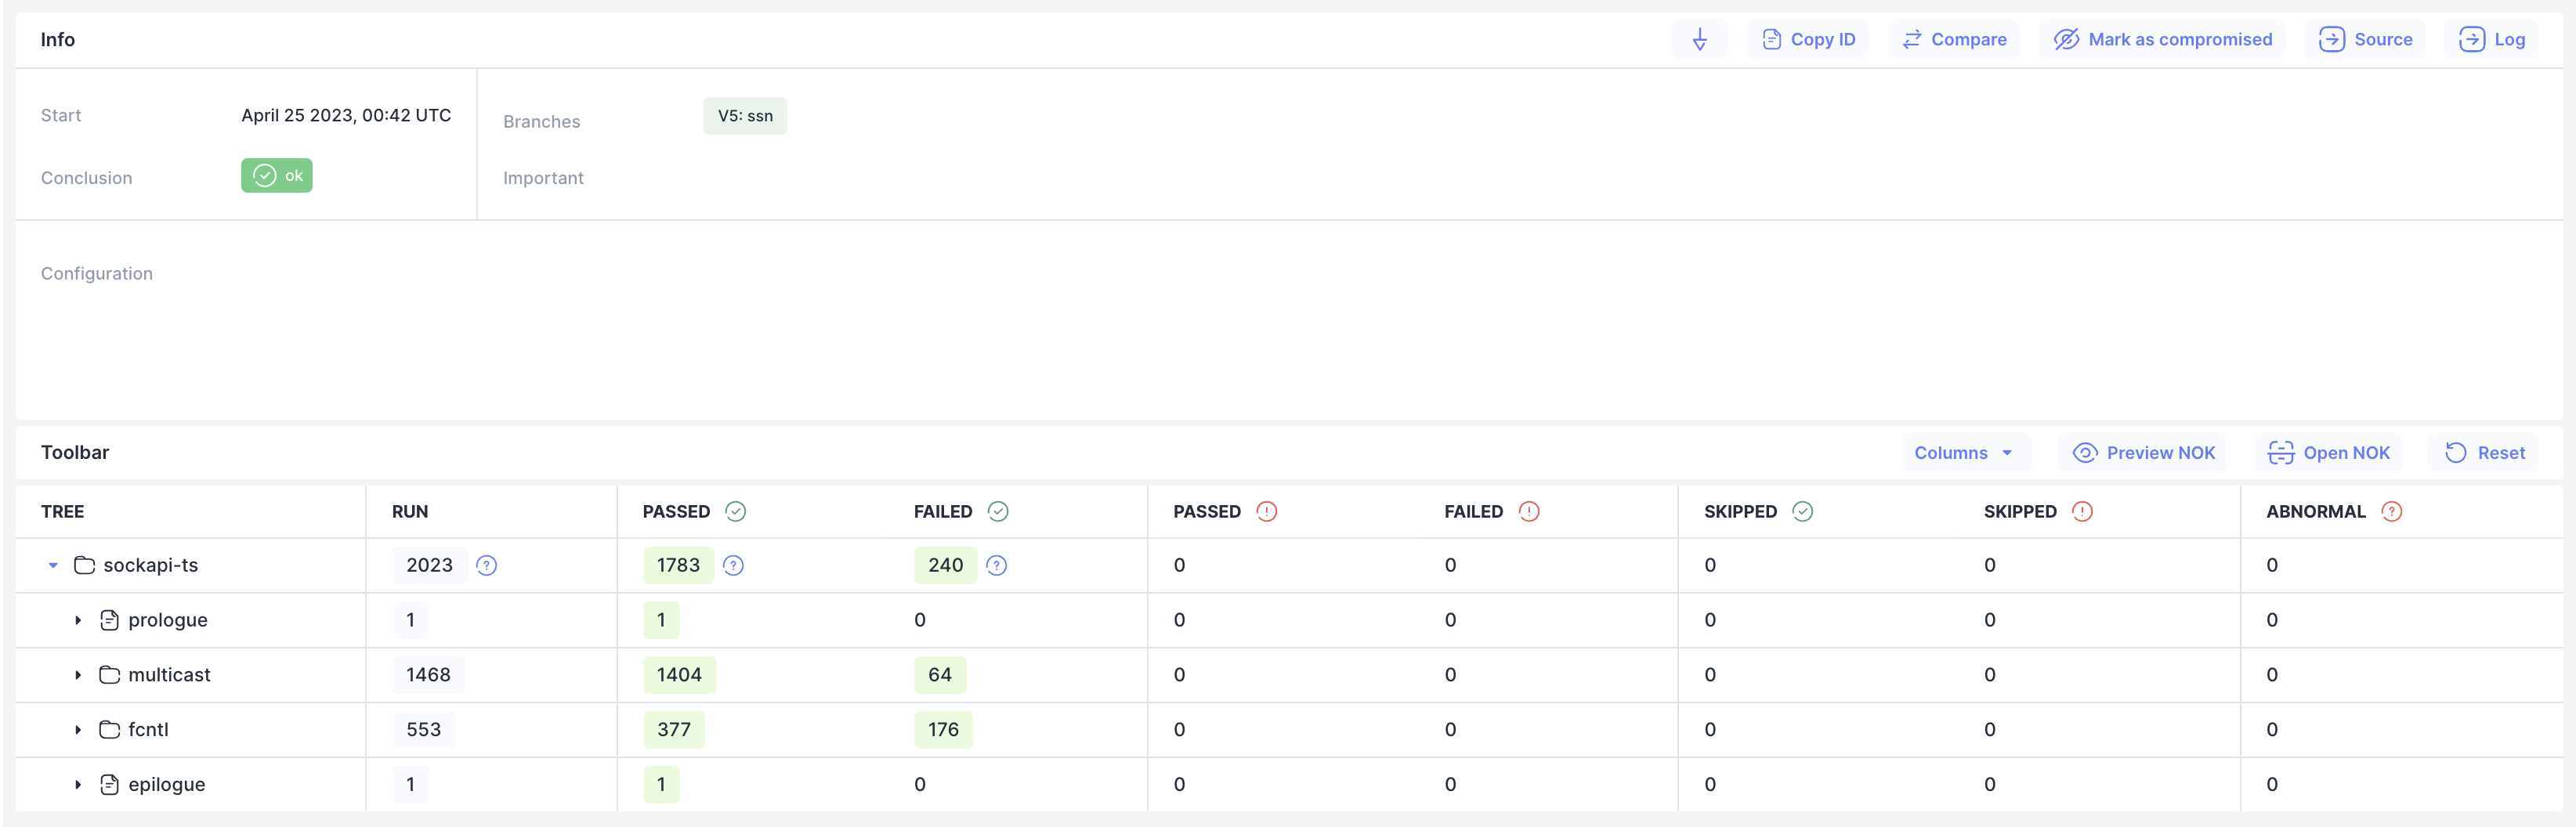 Info Copy ID Compare Mark as compromised Source Log
Start April 25 2023, 00:42 UTC Branches V5: ssn
Conclusion ok Important
Configuration
Toolbar Columns Preview NOK Open NOK Reset
TREE RUN PASSED FAILED PASSED FAILED SKIPPED SKIPPED ABNORMAL
sockapi-ts 2023 1783 240 0 0 0 0 0
prologue 1 1 0 0 0 0 0 0
multicast 1468 1404 64 0 0 0 0 0
fcntl 553 377 176 0 0 0 0 0
epilogue 1 1 0 0 0 0 0 0